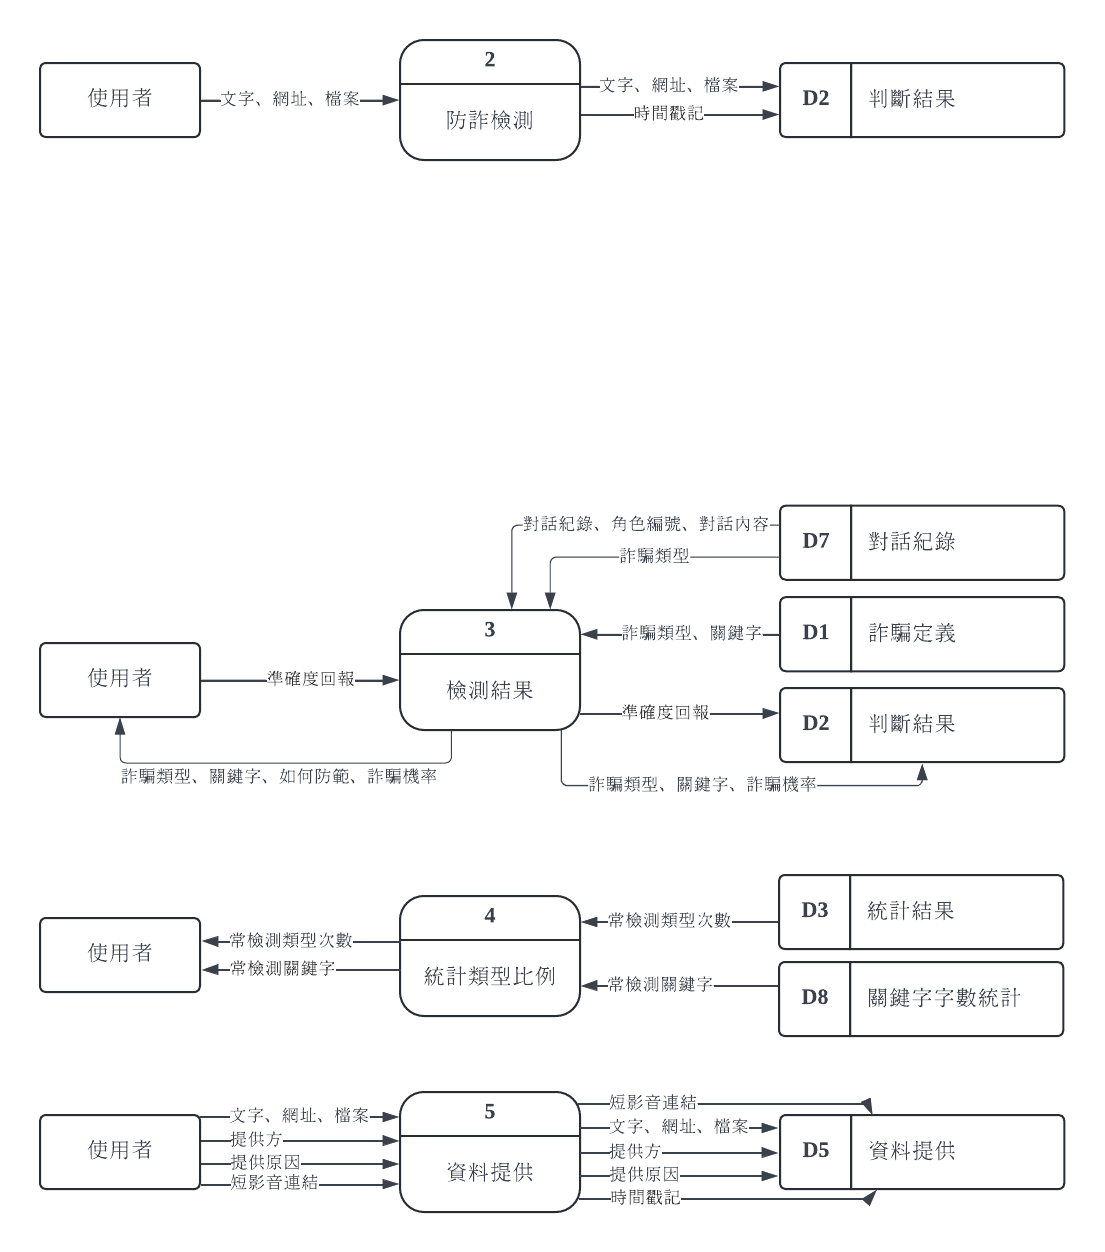 2
使用者
文字、網址、檔案
防詐檢測
文字、網址、檔案
時間戳記
D2
判斷結果
對話紀錄、角色編號、對話內容
詐騙類型
D7
對話紀錄
3
使用者
準確度回報
檢測結果
詐騙類型、關鍵字
D1
詐騙定義
準確度回報
D2
判斷結果
詐騙類型、關鍵字、如何防範、詐騙機率
詐騙類型、關鍵字、詐騙機率
4
使用者
常檢測類型次數
常檢測關鍵字
統計類型比例
常檢測類型次數
D3
統計結果
常檢測關鍵字
D8
關鍵字字數統計
5
使用者
文字、網址、檔案
提供方
提供原因
短影音連結
資料提供
短影音連結
文字、網址、檔案
提供方
提供原因
時間戳記
D5
資料提供